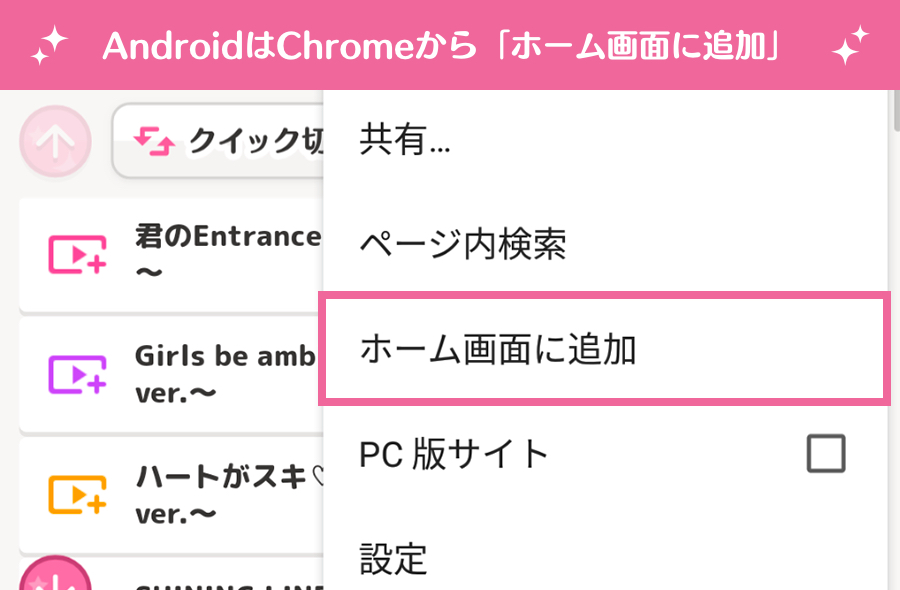 AndroidはChromeから「ホーム画面に追加」
クイック切
共有...
ページ内検索
ホーム画面に追加
PC 版サイト
設定
君のEntrance
～
Girls be amb
ver.～
ハートがスキ♡
ver.～
SHINING LINE